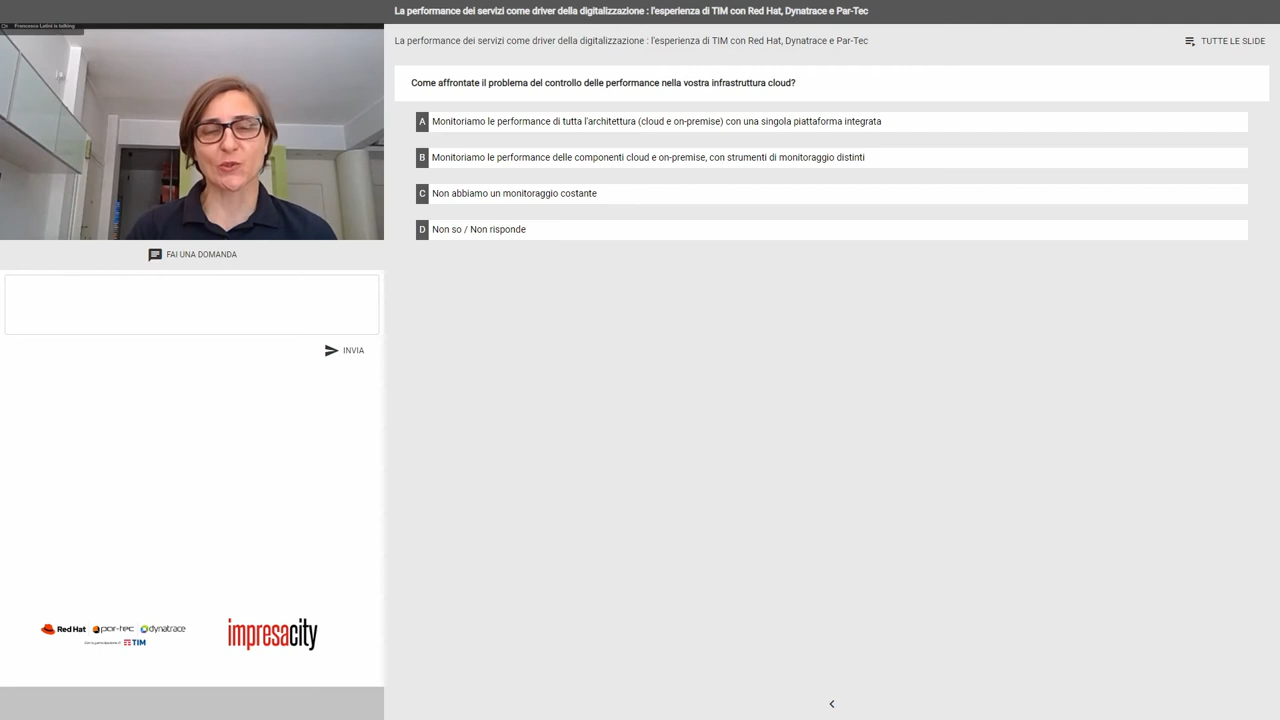 La performance dei servizi come driver della digitalizzazione : l'esperienza di TIM con Red Hat, Dynatrace e Par-Tec
Francesca Latini is talking
La performance dei servizi come driver della digitalizzazione : l'esperienza di TIM con Red Hat, Dynatrace e Par-Tec
TUTTE LE SLIDE
Come affrontate il problema del controllo delle performance nella vostra infrastruttura cloud?
A Monitoriamo le performance di tutta l'architettura (cloud e on-premise) con una singola piattaforma integrata
B Monitoriamo le performance delle componenti cloud e on-premise, con strumenti di monitoraggio distinti
C Non abbiamo un monitoraggio costante
D Non so / Non risponde
FAI UNA DOMANDA
INVIA
Red Hat par-tec dynatrace
TIM
impresacity